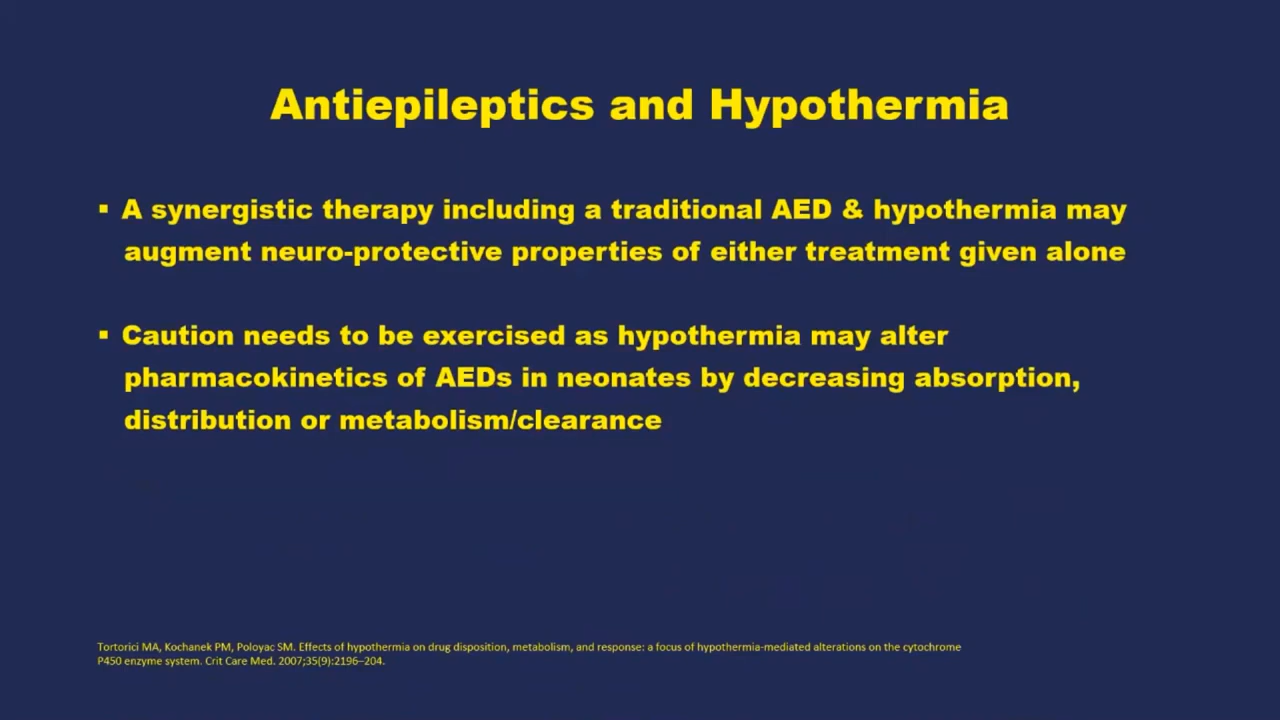 Antiepileptics and Hypothermia
▪ A synergistic therapy including a traditional AED & hypothermia may
augment neuro-protective properties of either treatment given alone
▪ Caution needs to be exercised as hypothermia may alter
pharmacokinetics of AEDs in neonates by decreasing absorption,
distribution or metabolism/clearance
Tortorici MA, Kochanek PM, Poloyac SM. Effects of hypothermia on drug disposition, metabolism, and response: a focus of hypothermia-mediated alterations on the cytochrome
P450 enzyme system. Crit Care Med. 2007;35(9):2196–204.